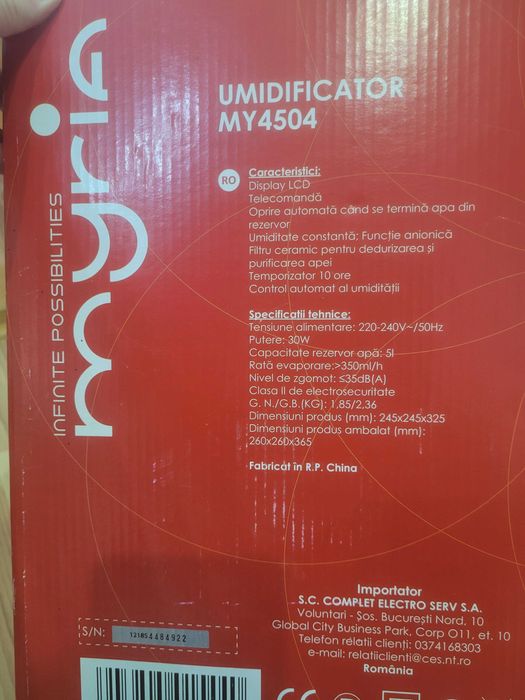 INFINITE POSSIBILITIES
myria
UMIDIFICATOR
MY4504
RO
Caracteristici:
Display LCD
Telecomandă
Oprire automată când se termină apa din
rezervor
Umiditate constantă; Funcție anionică
Filtru ceramic pentru dedurizarea și
purificarea apei
Temporizator 10 ore
Control automat al umidității
Specificatii tehnice:
Tensiune alimentare: 220-240V~/50Hz
Putere: 30W
Capacitate rezervor apă: 5l
Rată evaporare:>350ml/h
Nivel de zgomot: ≤35dB(A)
Clasa II de electrosecuritate
G. N./G.B.(KG): 1,85/2,36
Dimensiuni produs (mm): 245x245x325
Dimensiuni produs ambalat (mm):
260x260x365
Fabricat în R.P. China
Importator
S.C. COMPLET ELECTRO SERV S.A.
Voluntari - Șos. București Nord, 10
Global City Business Park, Corp O11, et. 10
Telefon relatii clienti: 0374168303
e-mail: relatiiclienti@ces.nt.ro
România
S/N: 121854484922
CE